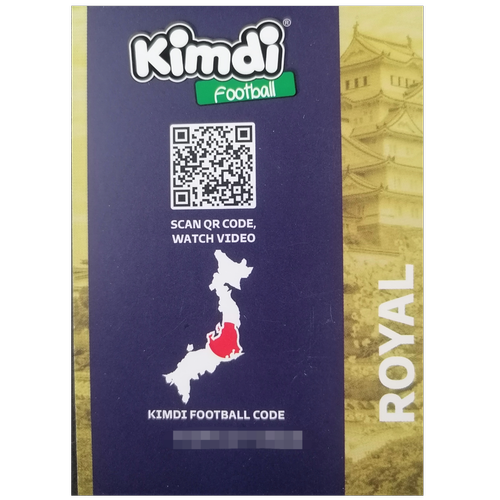 Kimdi®
Football
SCAN QR CODE,
WATCH VIDEO
KIMDI FOOTBALL CODE
ROYAL